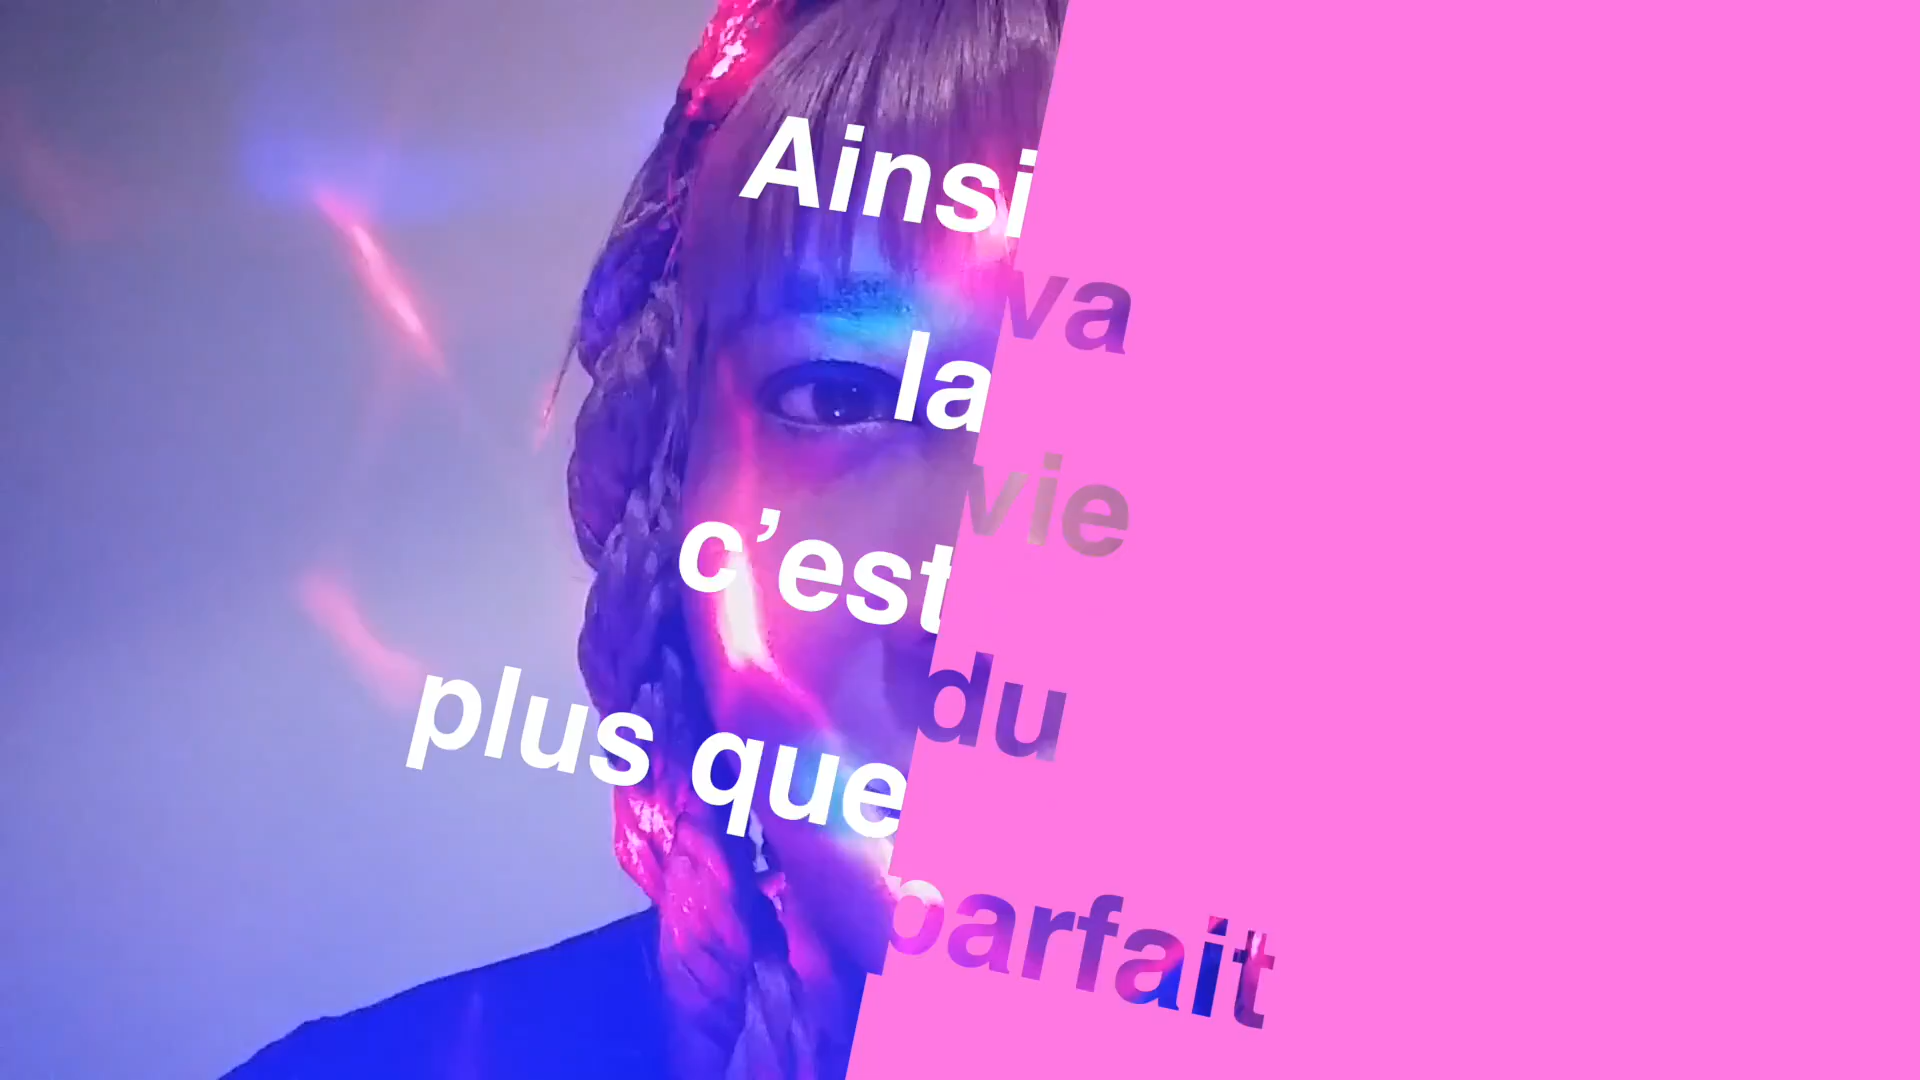 Ainsi
va
la
vie
c’est
du
plus que
parfait